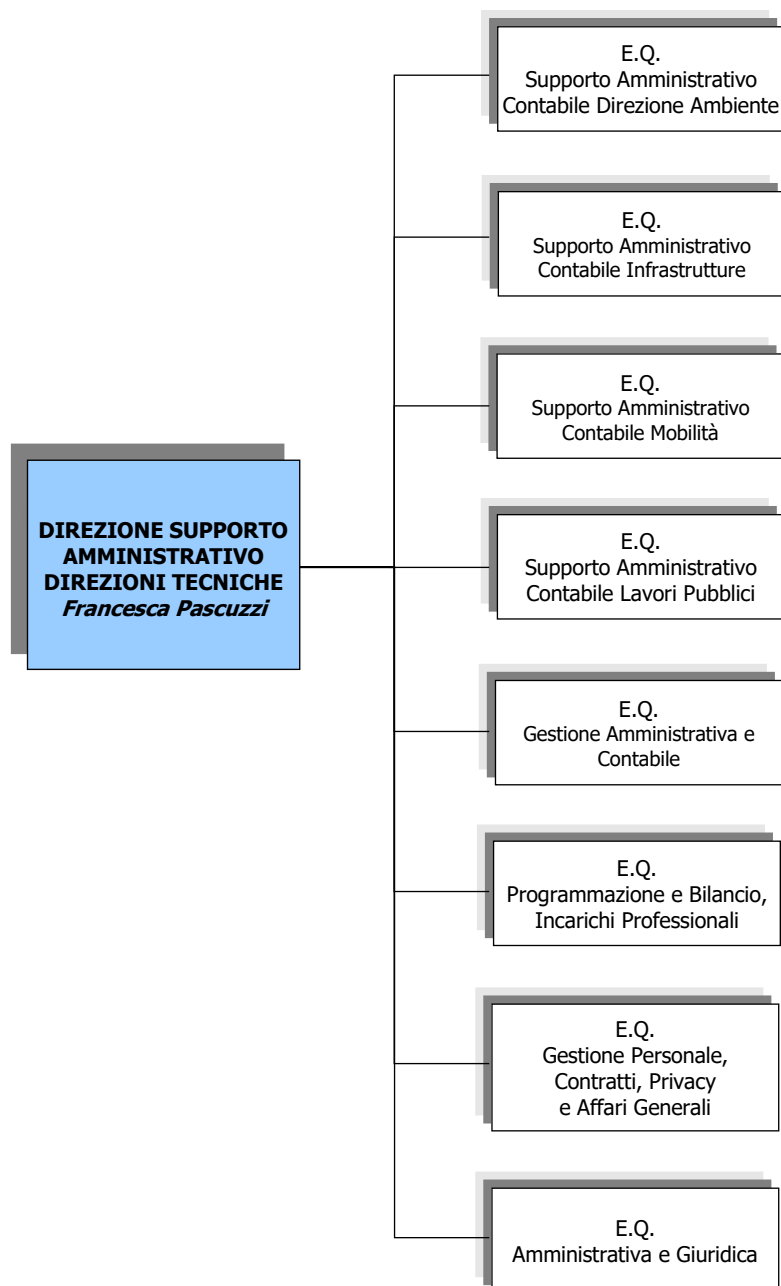 E.Q.
Supporto Amministrativo
Contabile Direzione Ambiente
E.Q.
Supporto Amministrativo
Contabile Infrastrutture
E.Q.
Supporto Amministrativo
Contabile Mobilità
DIREZIONE SUPPORTO
AMMINISTRATIVO
DIREZIONI TECNICHE
Francesca Pascuzzi
E.Q.
Supporto Amministrativo
Contabile Lavori Pubblici
E.Q.
Gestione Amministrativa e
Contabile
E.Q.
Programmazione e Bilancio,
Incarichi Professionali
E.Q.
Gestione Personale,
Contratti, Privacy
e Affari Generali
E.Q.
Amministrativa e Giuridica